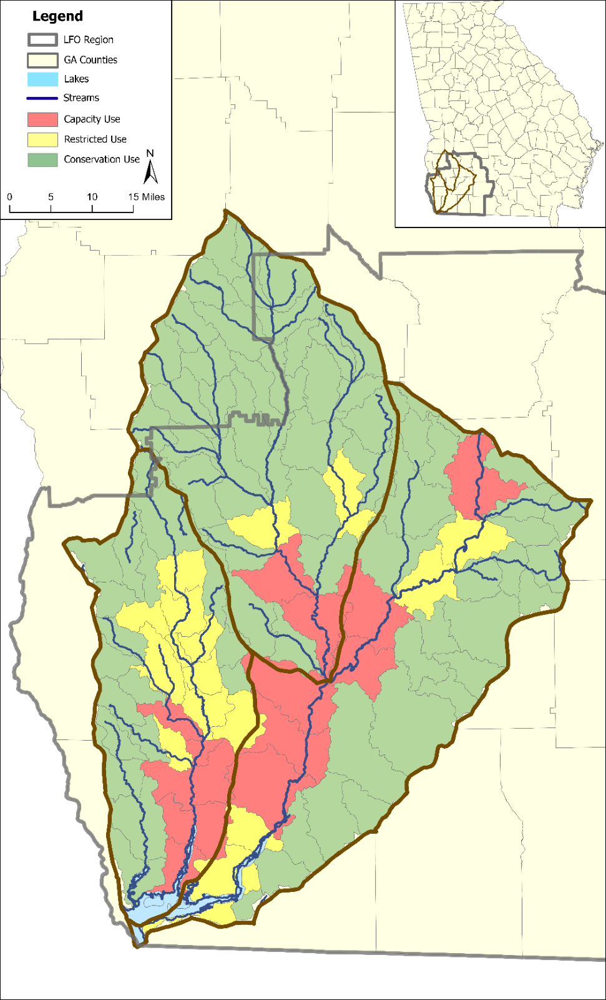 Legend
LFO Region
GA Counties
Lakes
Streams
Capacity Use
Restricted Use
Conservation Use
N
0 5 10 15 Miles